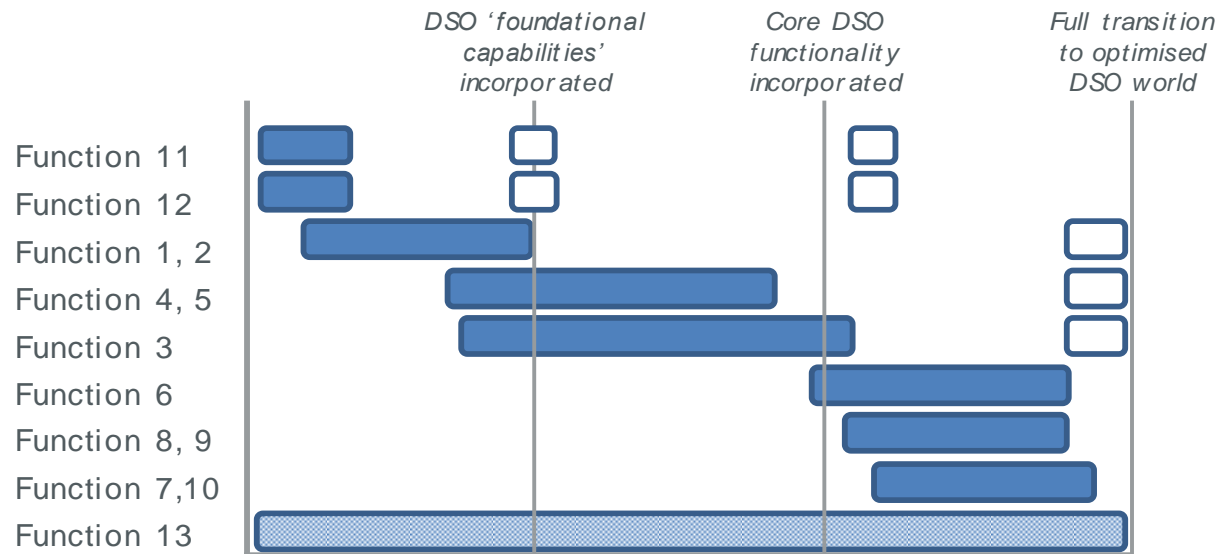 DSO ‘foundational
capabilities’
incorporated
Core DSO
functionality
incorporated
Full transition
to optimised
DSO world
Function 11
Function 12
Function 1, 2
Function 4, 5
Function 3
Function 6
Function 8, 9
Function 7,10
Function 13